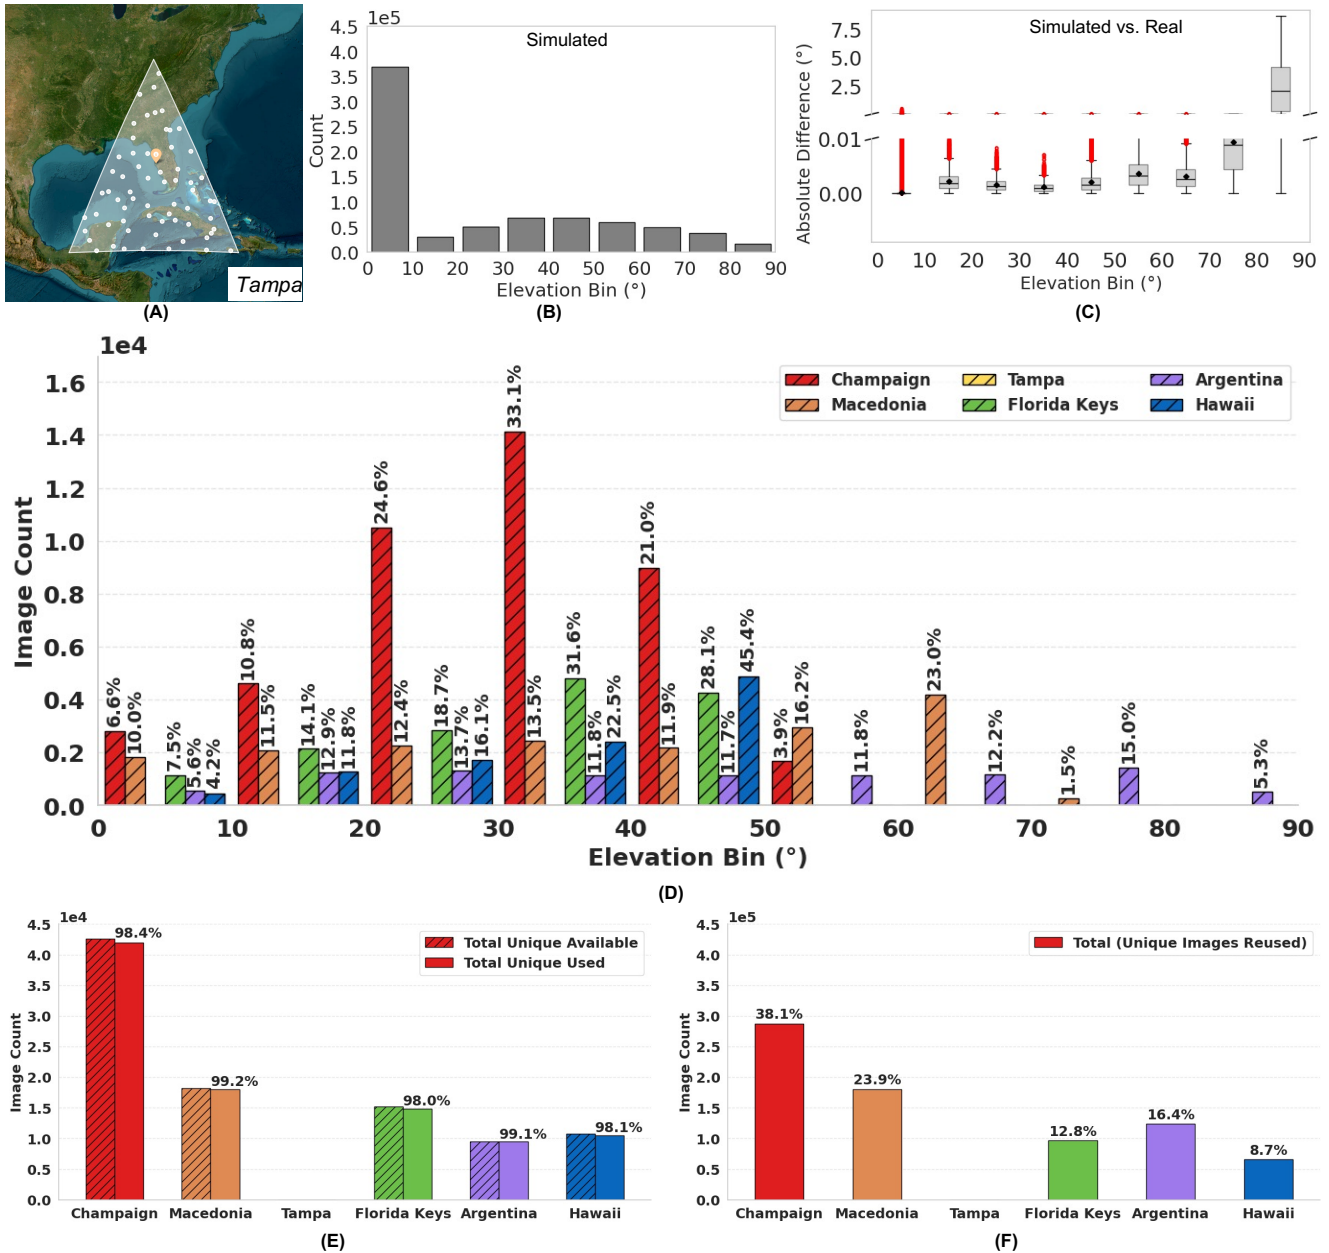 Tampa
(A)
1e5
Simulated
Count
4.5
4.0
3.5
3.0
2.5
2.0
1.5
1.0
0.5
0.0
0 10 20 30 40 50 60 70 80 90
Elevation Bin (°)
(B)
Simulated vs. Real
Absolute Difference (°)
7.5
5.0
2.5
0.01
0.00
0 10 20 30 40 50 60 70 80 90
Elevation Bin (°)
(C)
1e4
Image Count
1.6
1.4
1.2
1.0
0.8
0.6
0.4
0.2
0.0
Champaign Tampa Argentina
Macedonia Florida Keys Hawaii
6.6% 10.0% 7.5% 5.6% 4.2%
10.8% 11.5% 14.1% 12.9% 11.8%
24.6% 12.4% 18.7% 13.7% 16.1%
33.1% 13.5% 31.6% 11.8% 22.5%
21.0% 11.9% 28.1% 11.7% 45.4%
3.9% 16.2% 11.8%
23.0% 12.2%
1.5% 15.0%
5.3%
0 10 20 30 40 50 60 70 80 90
Elevation Bin (°)
(D)
1e4
Image Count
4.5
4.0
3.5
3.0
2.5
2.0
1.5
1.0
0.5
0.0
Total Unique Available
Total Unique Used
98.4% 99.2% 98.0% 99.1% 98.1%
Champaign Macedonia Tampa Florida Keys Argentina Hawaii
(E)
1e5
Image Count
4.5
4.0
3.5
3.0
2.5
2.0
1.5
1.0
0.5
0.0
Total (Unique Images Reused)
38.1% 23.9% 12.8% 16.4% 8.7%
Champaign Macedonia Tampa Florida Keys Argentina Hawaii
(F)